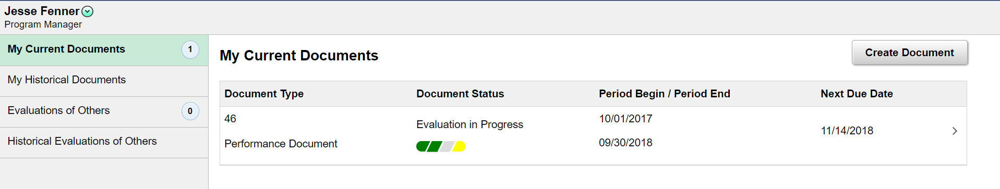 Jesse Fenner
Program Manager
My Current Documents 1
My Historical Documents
Evaluations of Others 0
Historical Evaluations of Others
My Current Documents
Create Document
Document Type Document Status Period Begin / Period End Next Due Date
46
Performance Document
Evaluation in Progress
10/01/2017
09/30/2018
11/14/2018